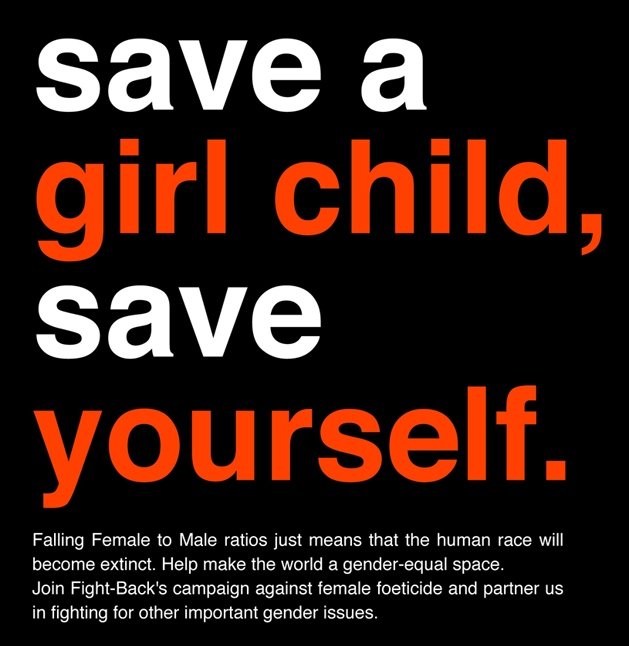 save a
girl child,
save
yourself.
Falling Female to Male ratios just means that the human race will
become extinct. Help make the world a gender-equal space.
Join Fight-Back's campaign against female foeticide and partner us
in fighting for other important gender issues.